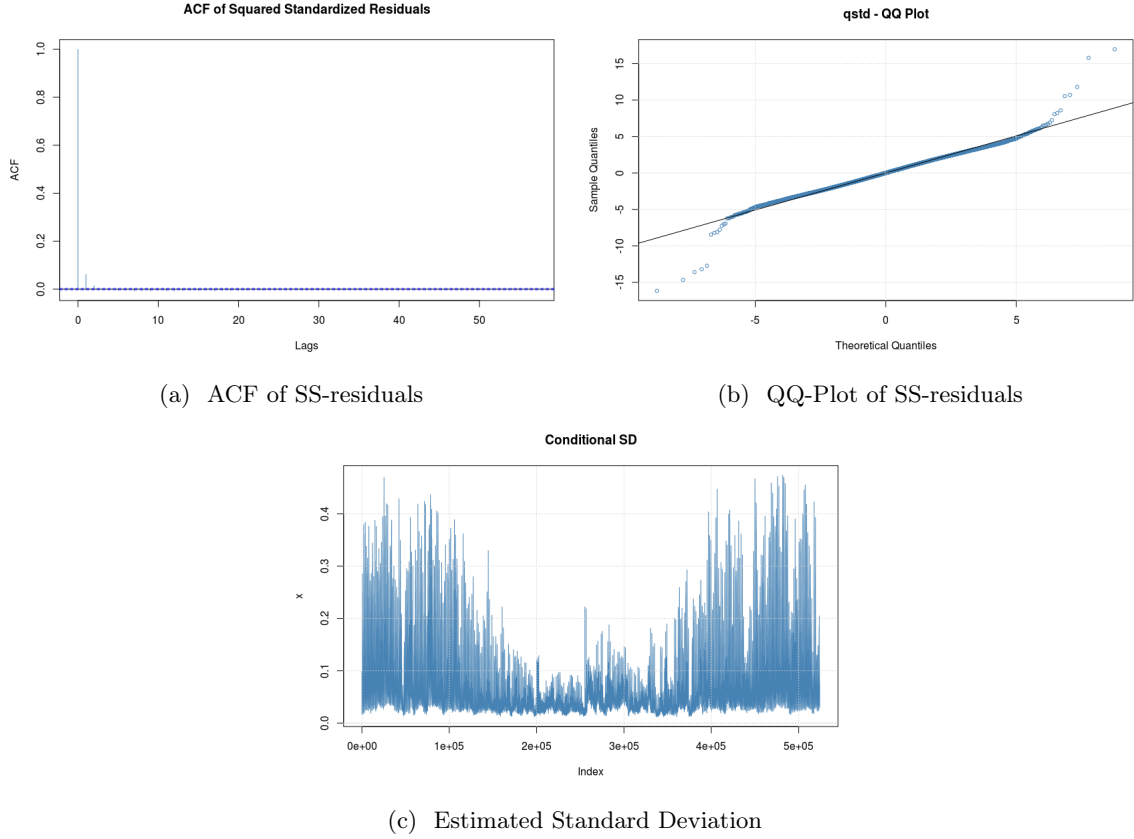 ACF of Squared Standardized Residuals
ACF
1.0
0.8
0.6
0.4
0.2
0.0
0 10 20 30 40 50
Lags
(a) ACF of SS-residuals
qstd - QQ Plot
Sample Quantiles
15
10
5
0
-5
-10
-15
-5 0 5
Theoretical Quantiles
(b) QQ-Plot of SS-residuals
Conditional SD
x
0.4
0.3
0.2
0.1
0.0
0e+00 1e+05 2e+05 3e+05 4e+05 5e+05
Index
(c) Estimated Standard Deviation